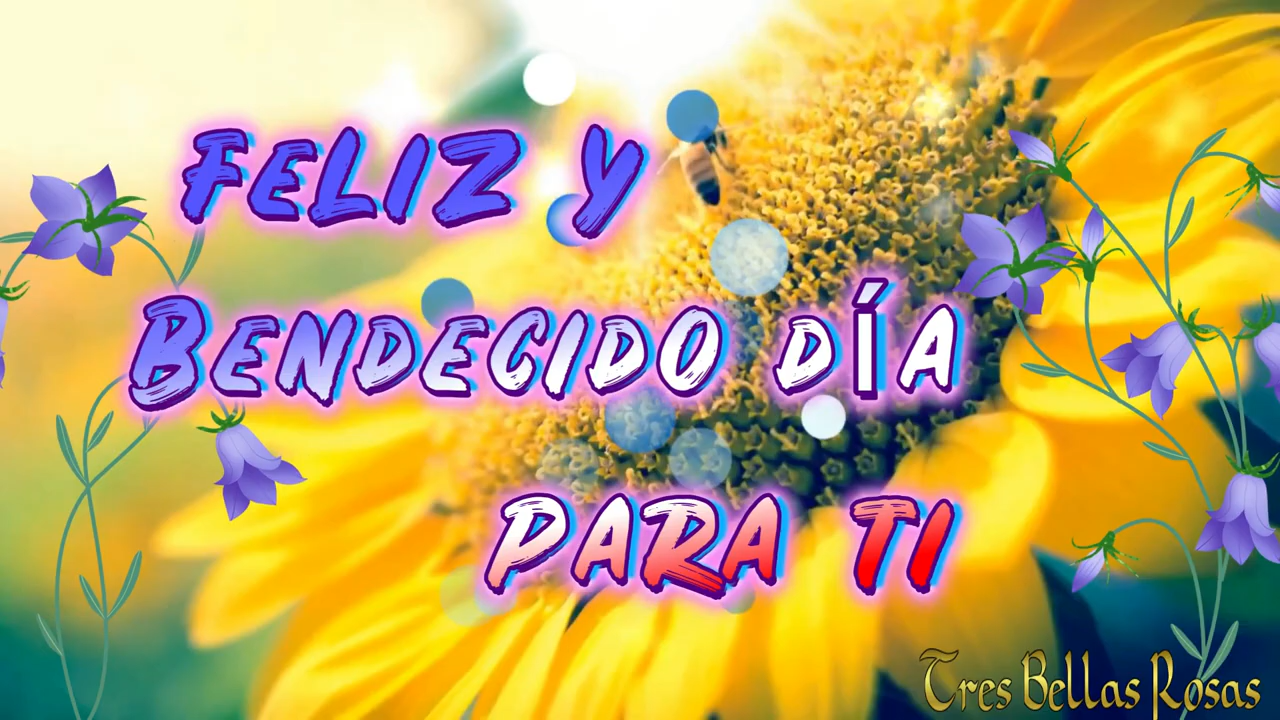 Feliz y
Bendecido día
para ti
Tres Bellas Rosas